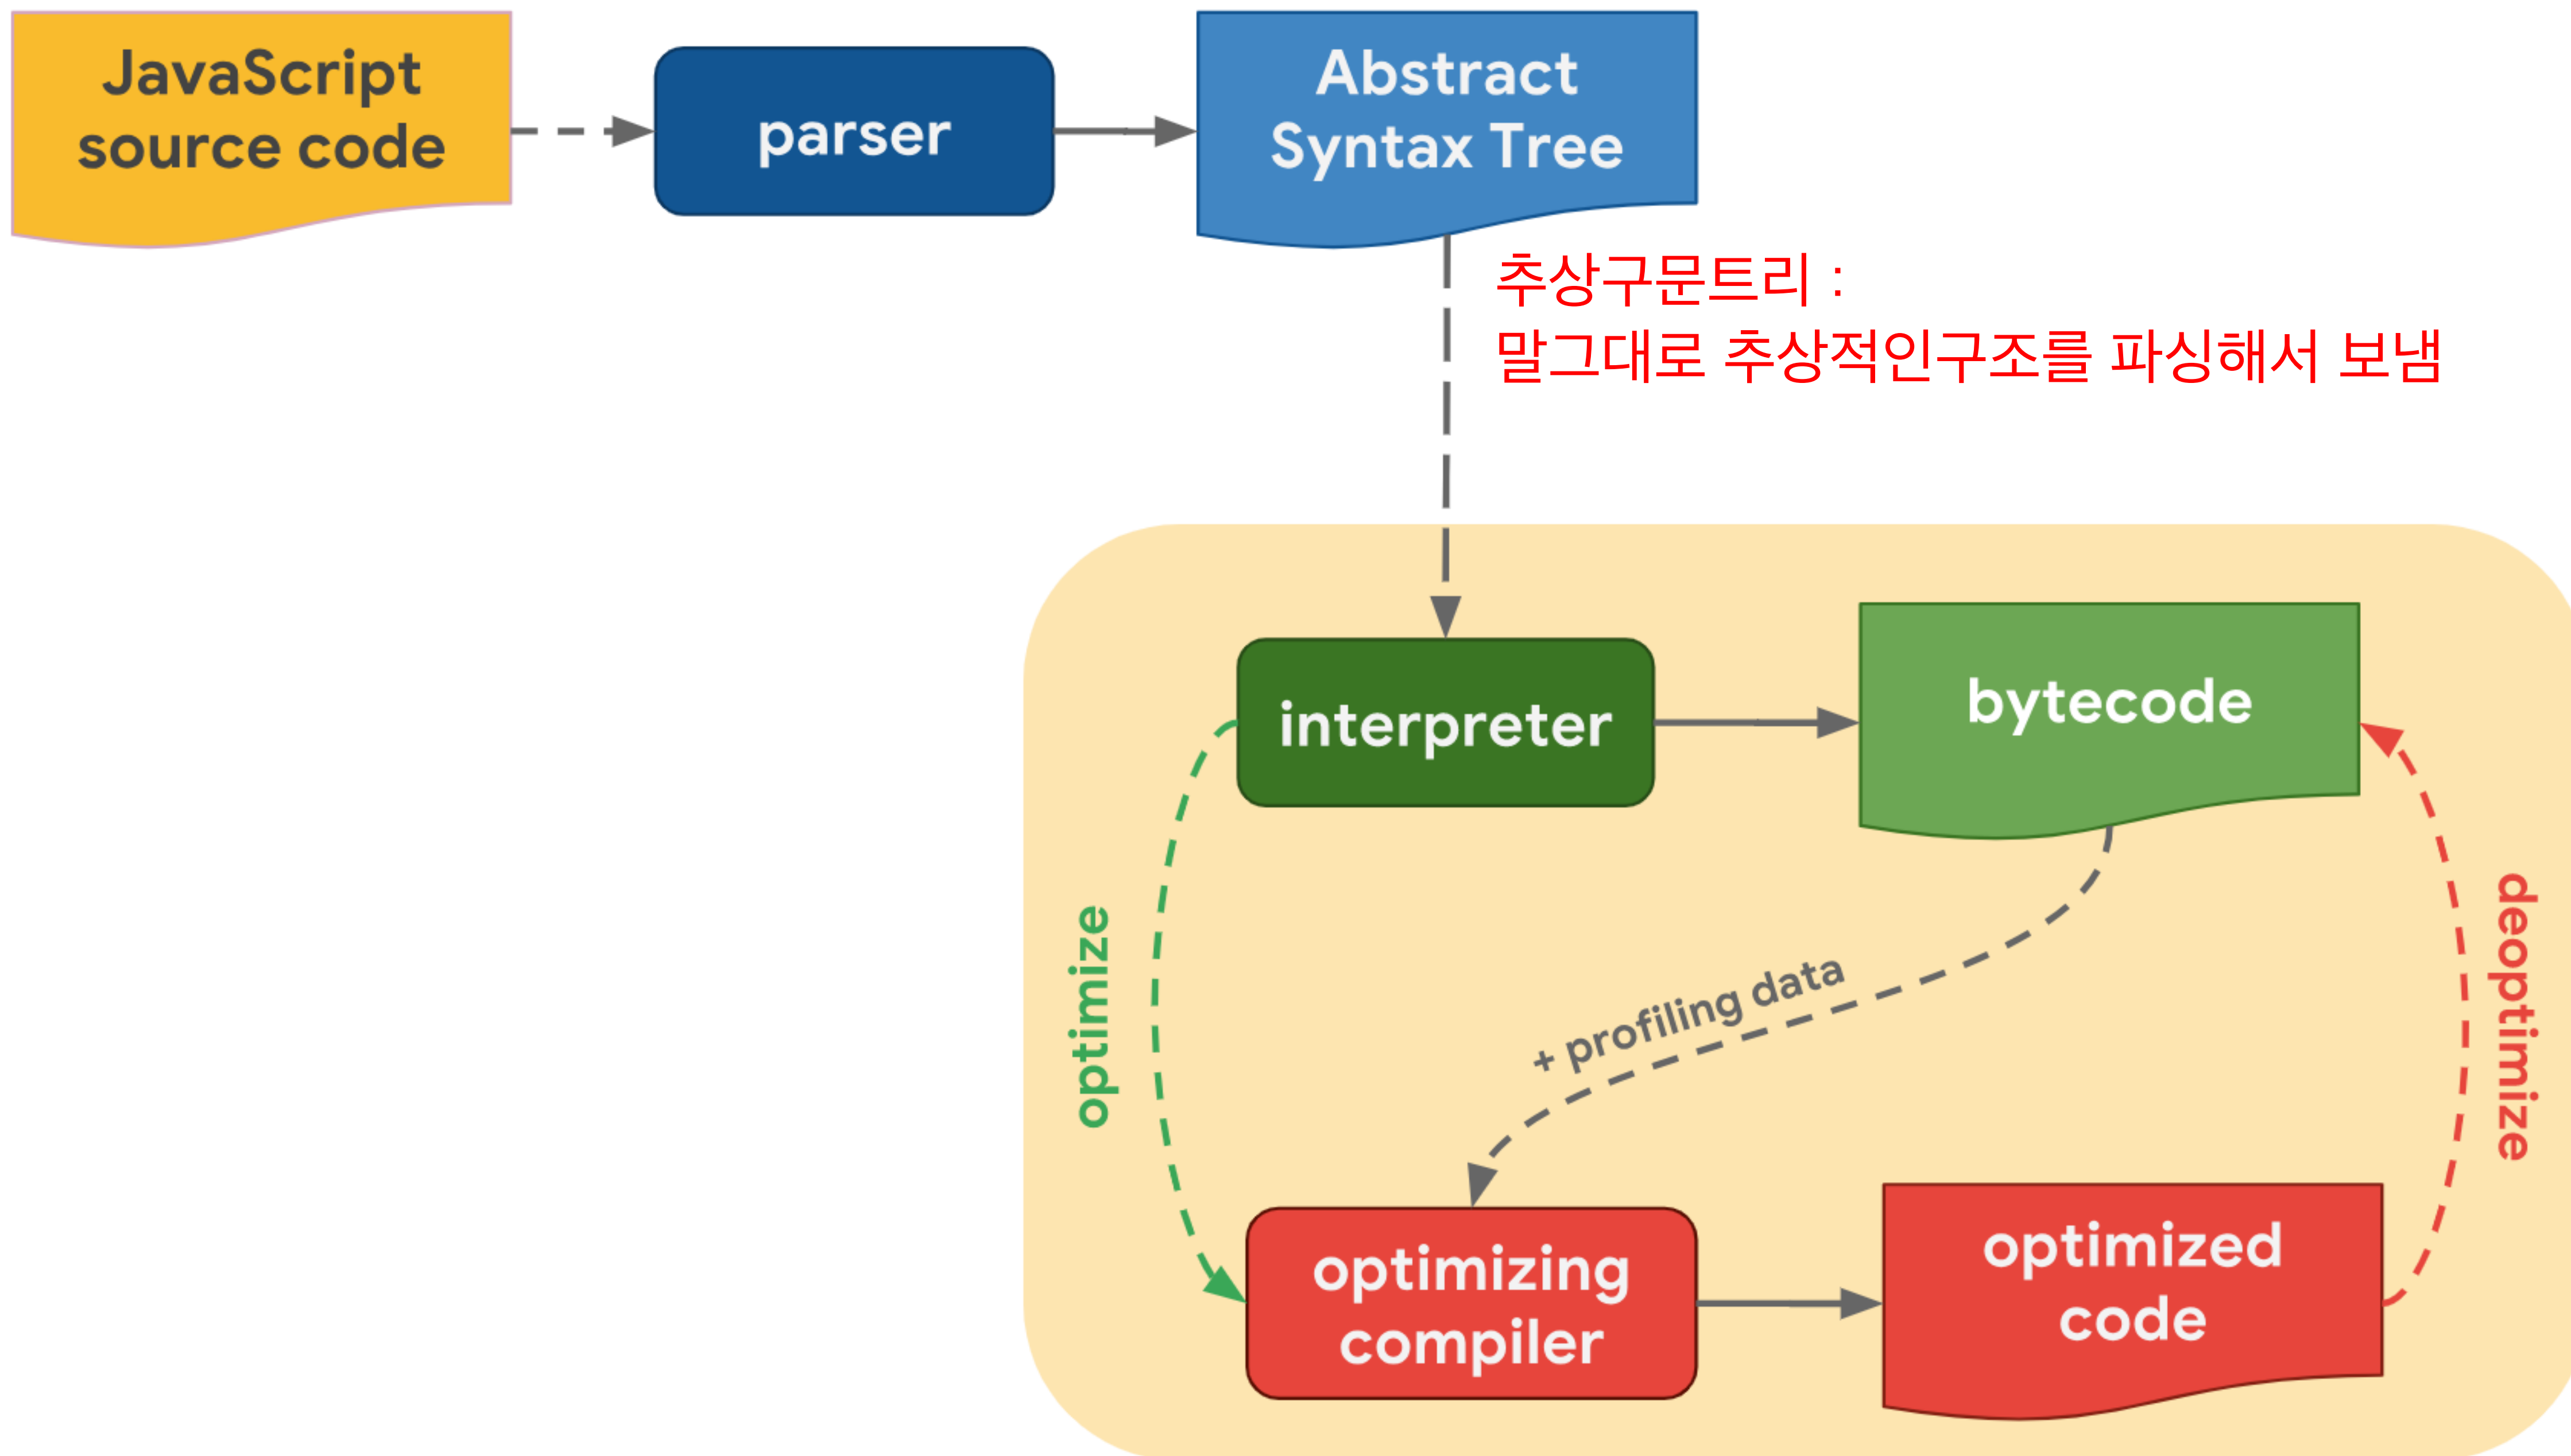 JavaScript
source code
parser
Abstract
Syntax Tree
추상구문트리 :
말그대로 추상적인구조를 파싱해서 보냄
interpreter
bytecode
optimize
+ profiling data
deoptimize
optimizing
compiler
optimized
code